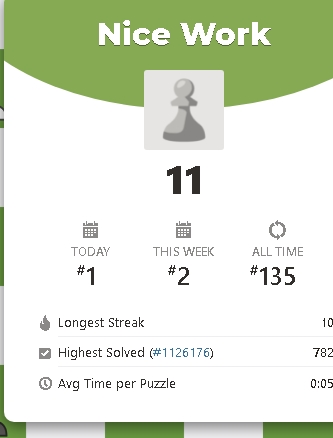 Nice Work
11
TODAY THIS WEEK ALL TIME
#1 #2 #135
Longest Streak 10
Highest Solved (#1126176) 782
Avg Time per Puzzle 0:05